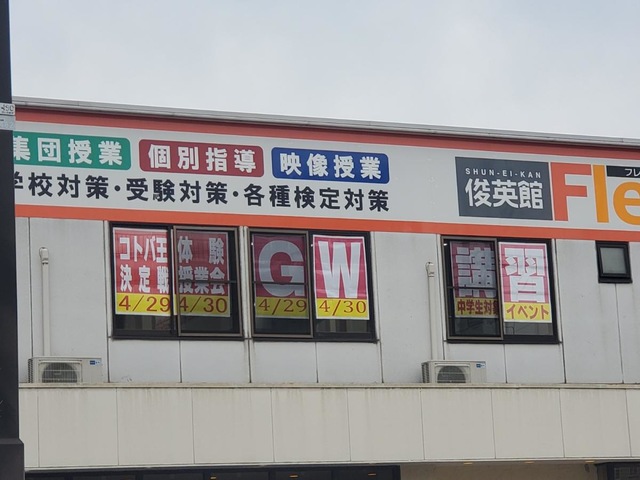 集団授業 個別指導 映像授業
学校対策・受験対策・各種検定対策
SHUN-EI-KAN
俊英館
Fle
フレ
コトバ王
決定戦
4/29
体験
授業会
4/30
G
4/29
W
4/30
講
中学生対象
習
イベント